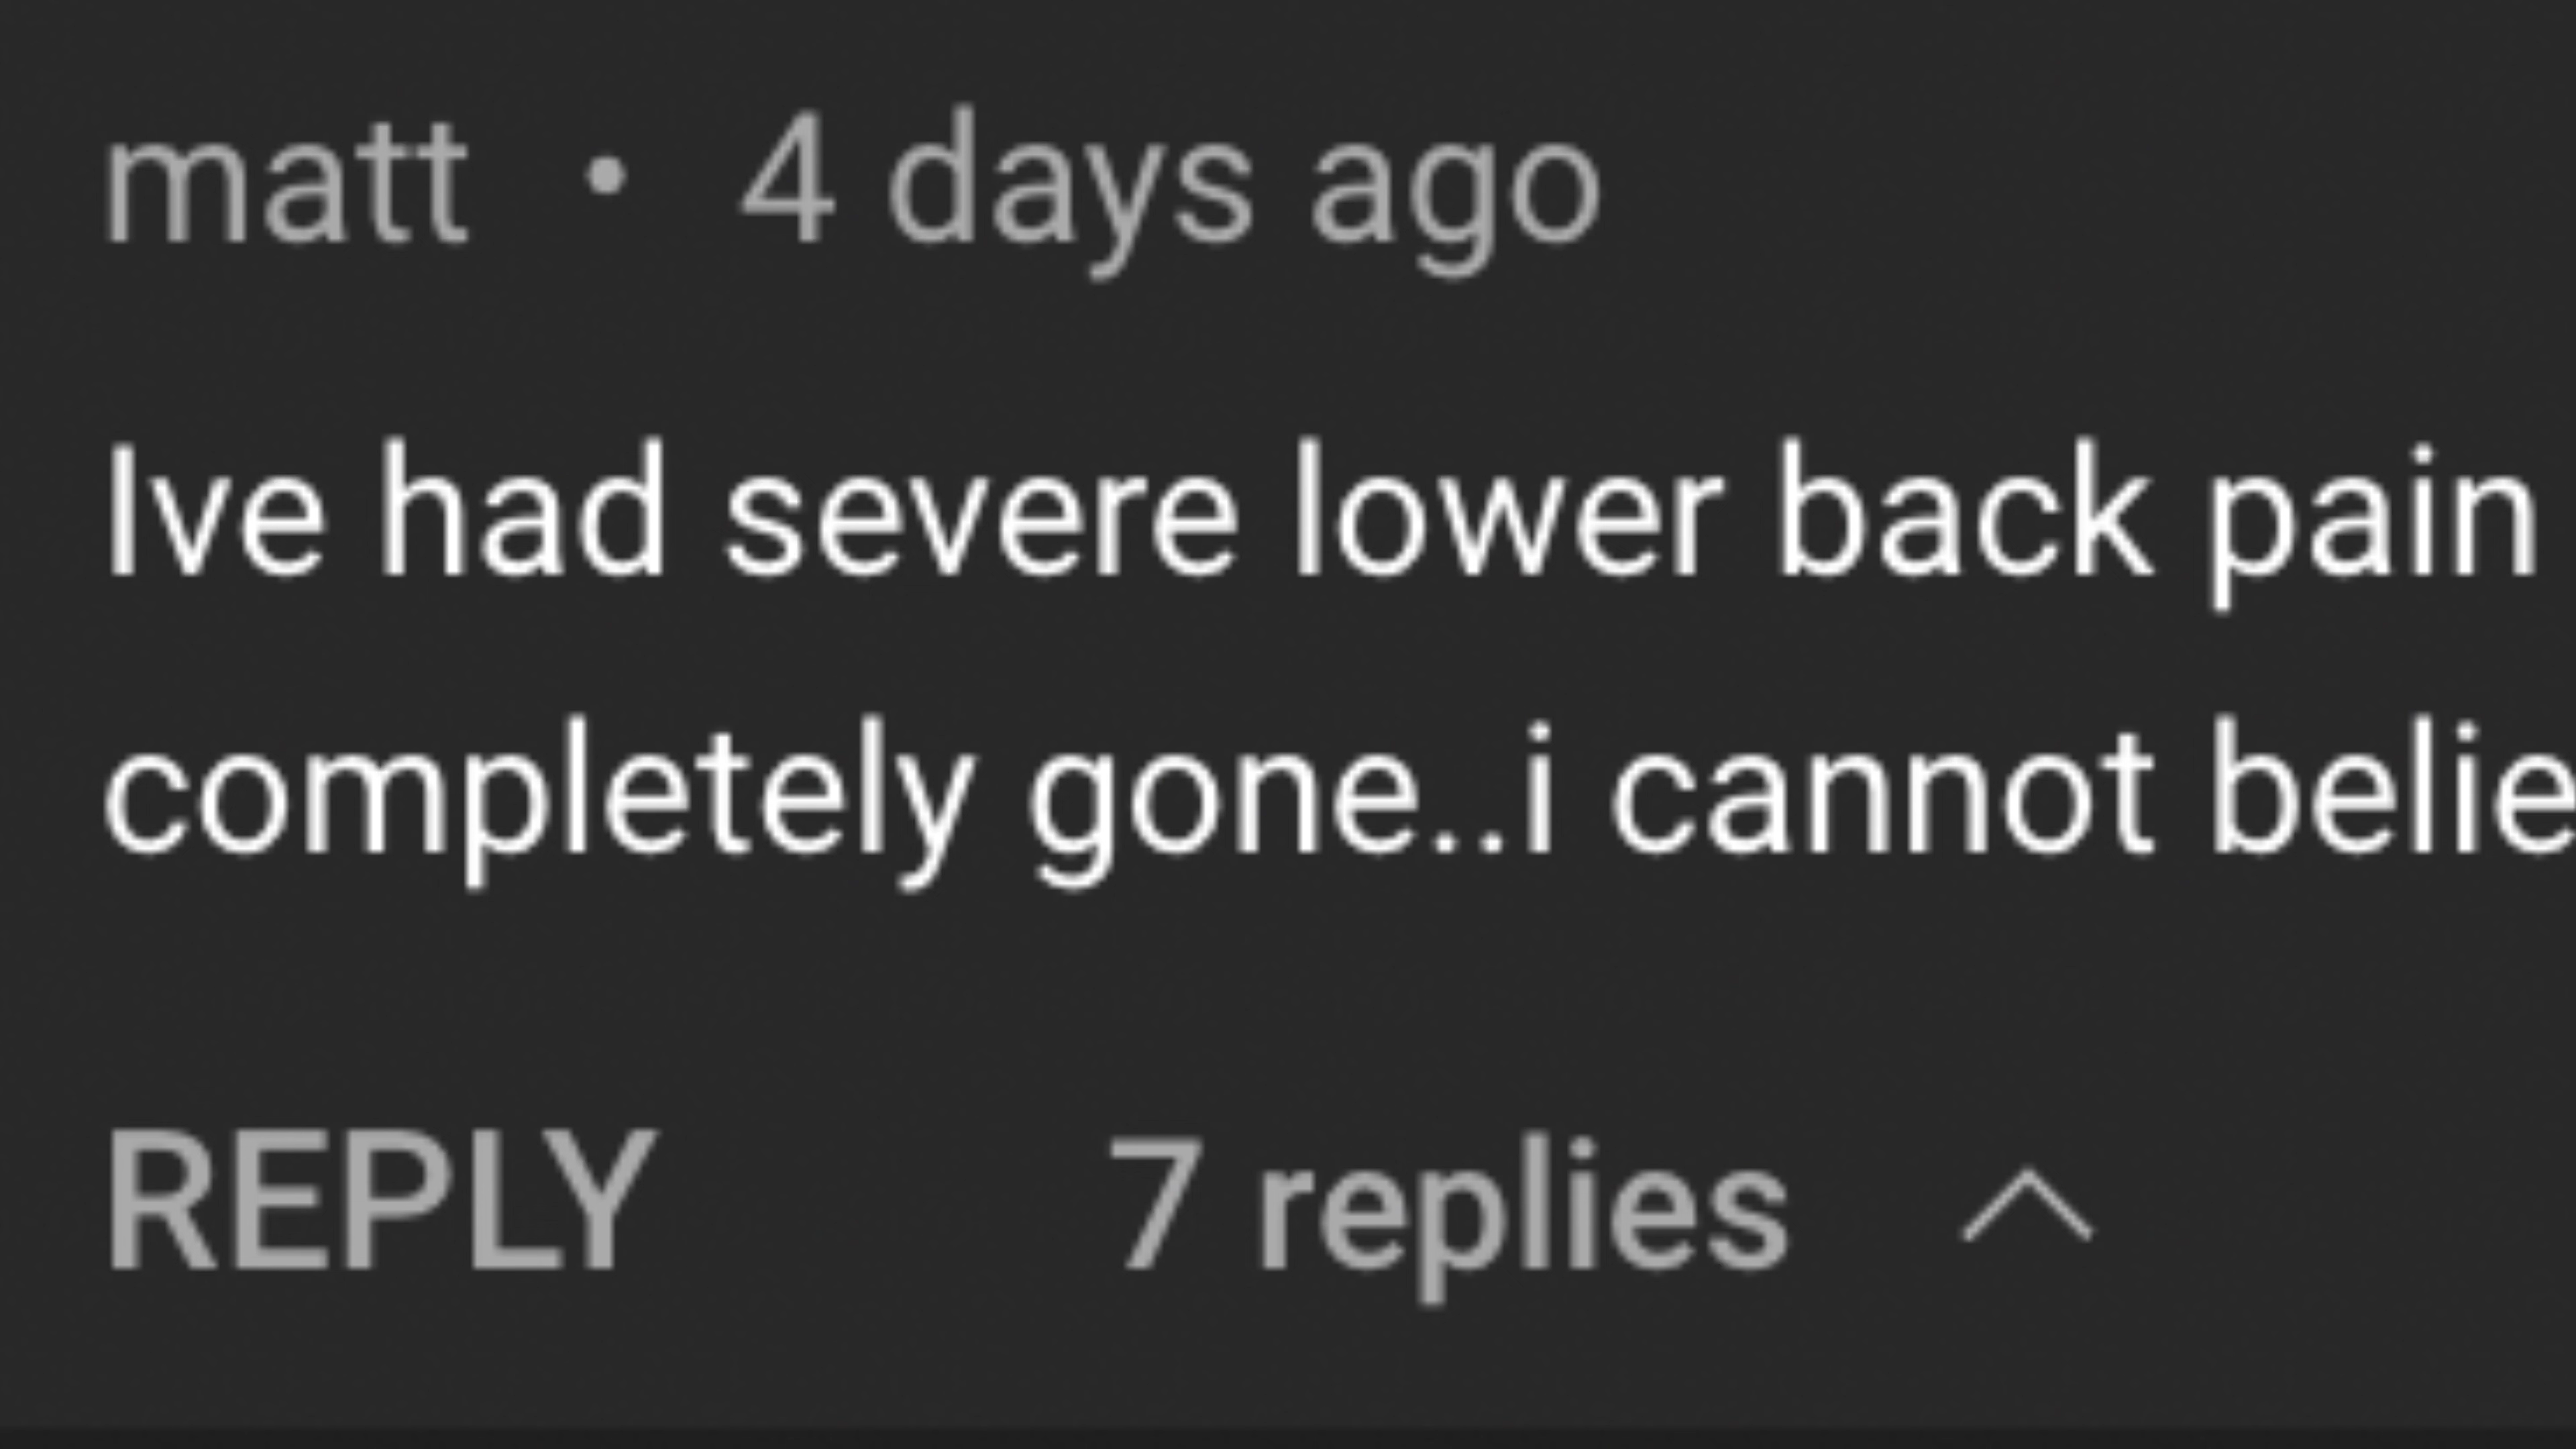 matt • 4 days ago
Ive had severe lower back pain
completely gone..i cannot belie
REPLY 7 replies